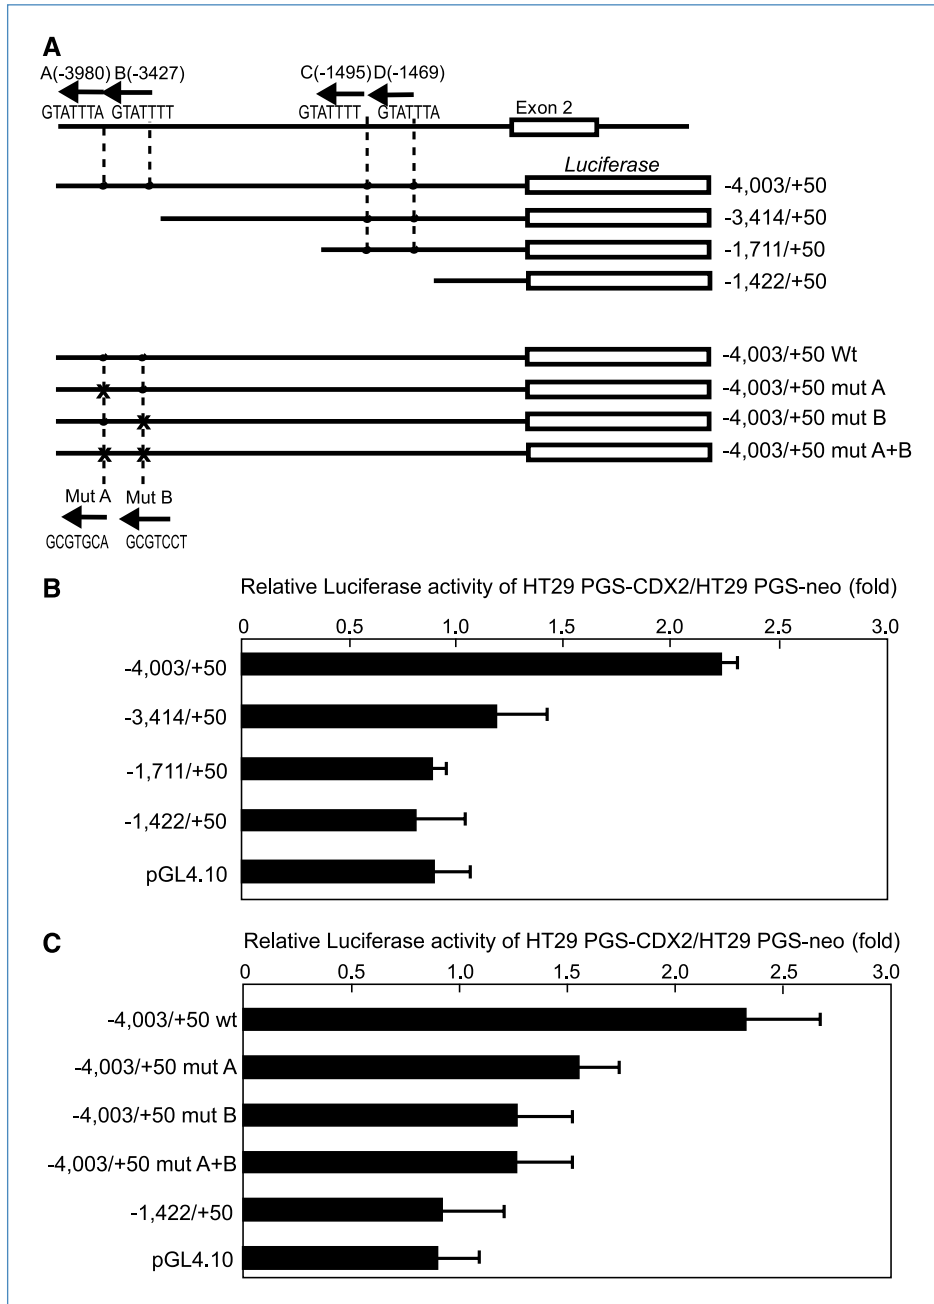 A
A(-3980) B(-3427) C(-1495) D(-1469)
GTATTTA GTATTTT GTATTTT GTATTTA Exon 2
Luciferase
-4,003/+50
-3,414/+50
-1,711/+50
-1,422/+50
-4,003/+50 Wt
-4,003/+50 mut A
-4,003/+50 mut B
-4,003/+50 mut A+B
Mut A Mut B
GCGTGCA GCGTCCT
B Relative Luciferase activity of HT29 PGS-CDX2/HT29 PGS-neo (fold)
0 0.5 1.0 1.5 2.0 2.5 3.0
-4,003/+50
-3,414/+50
-1,711/+50
-1,422/+50
pGL4.10
C Relative Luciferase activity of HT29 PGS-CDX2/HT29 PGS-neo (fold)
0 0.5 1.0 1.5 2.0 2.5 3.0
-4,003/+50 wt
-4,003/+50 mut A
-4,003/+50 mut B
-4,003/+50 mut A+B
-1,422/+50
pGL4.10